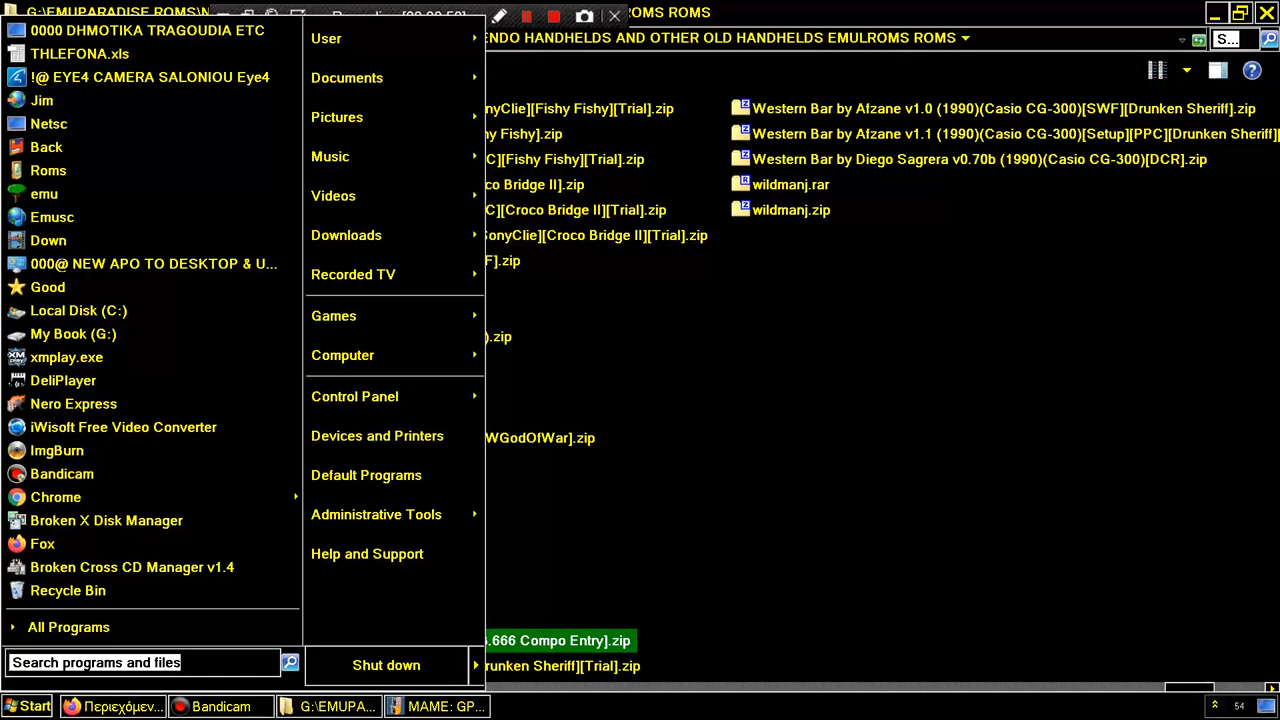 G:\EMUPARADISE ROMS\N
Recording
OMS ROMS
0000 DHMOTIKA TRAGOUDIA ETC
THLEFONA.xls
!@ EYE4 CAMERA SALONIOU Eye4
Jim
Netsc
Back
Roms
emu
Emusc
Down
000@ NEW APO TO DESKTOP & U...
Good
Local Disk (C:)
My Book (G:)
xmplay.exe
DeliPlayer
Nero Express
iWisoft Free Video Converter
ImgBurn
Bandicam
Chrome
Broken X Disk Manager
Fox
Broken Cross CD Manager v1.4
Recycle Bin
All Programs
Search programs and files
User
Documents
Pictures
Music
Videos
Downloads
Recorded TV
Games
Computer
Control Panel
Devices and Printers
Default Programs
Administrative Tools
Help and Support
Shut down
ENDO HANDHELDS AND OTHER OLD HANDHELDS EMULROMS ROMS
S...
nyClie][Fishy Fishy][Trial].zip
hy Fishy].zip
C][Fishy Fishy][Trial].zip
co Bridge II].zip
C][Croco Bridge II][Trial].zip
SonyClie][Croco Bridge II][Trial].zip
F].zip
).zip
WGodOfWar].zip
.666 Compo Entry].zip
runken Sheriff][Trial].zip
Western Bar by Afzane v1.0 (1990)(Casio CG-300)[SWF][Drunken Sheriff].zip
Western Bar by Afzane v1.1 (1990)(Casio CG-300)[Setup][PPC][Drunken Sheriff]
Western Bar by Diego Sagrera v0.70b (1990)(Casio CG-300)[DCR].zip
wildmanj.rar
wildmanj.zip
Start
Περιεχόμεν...
Bandicam
G:\EMUPA...
MAME: GP...
54